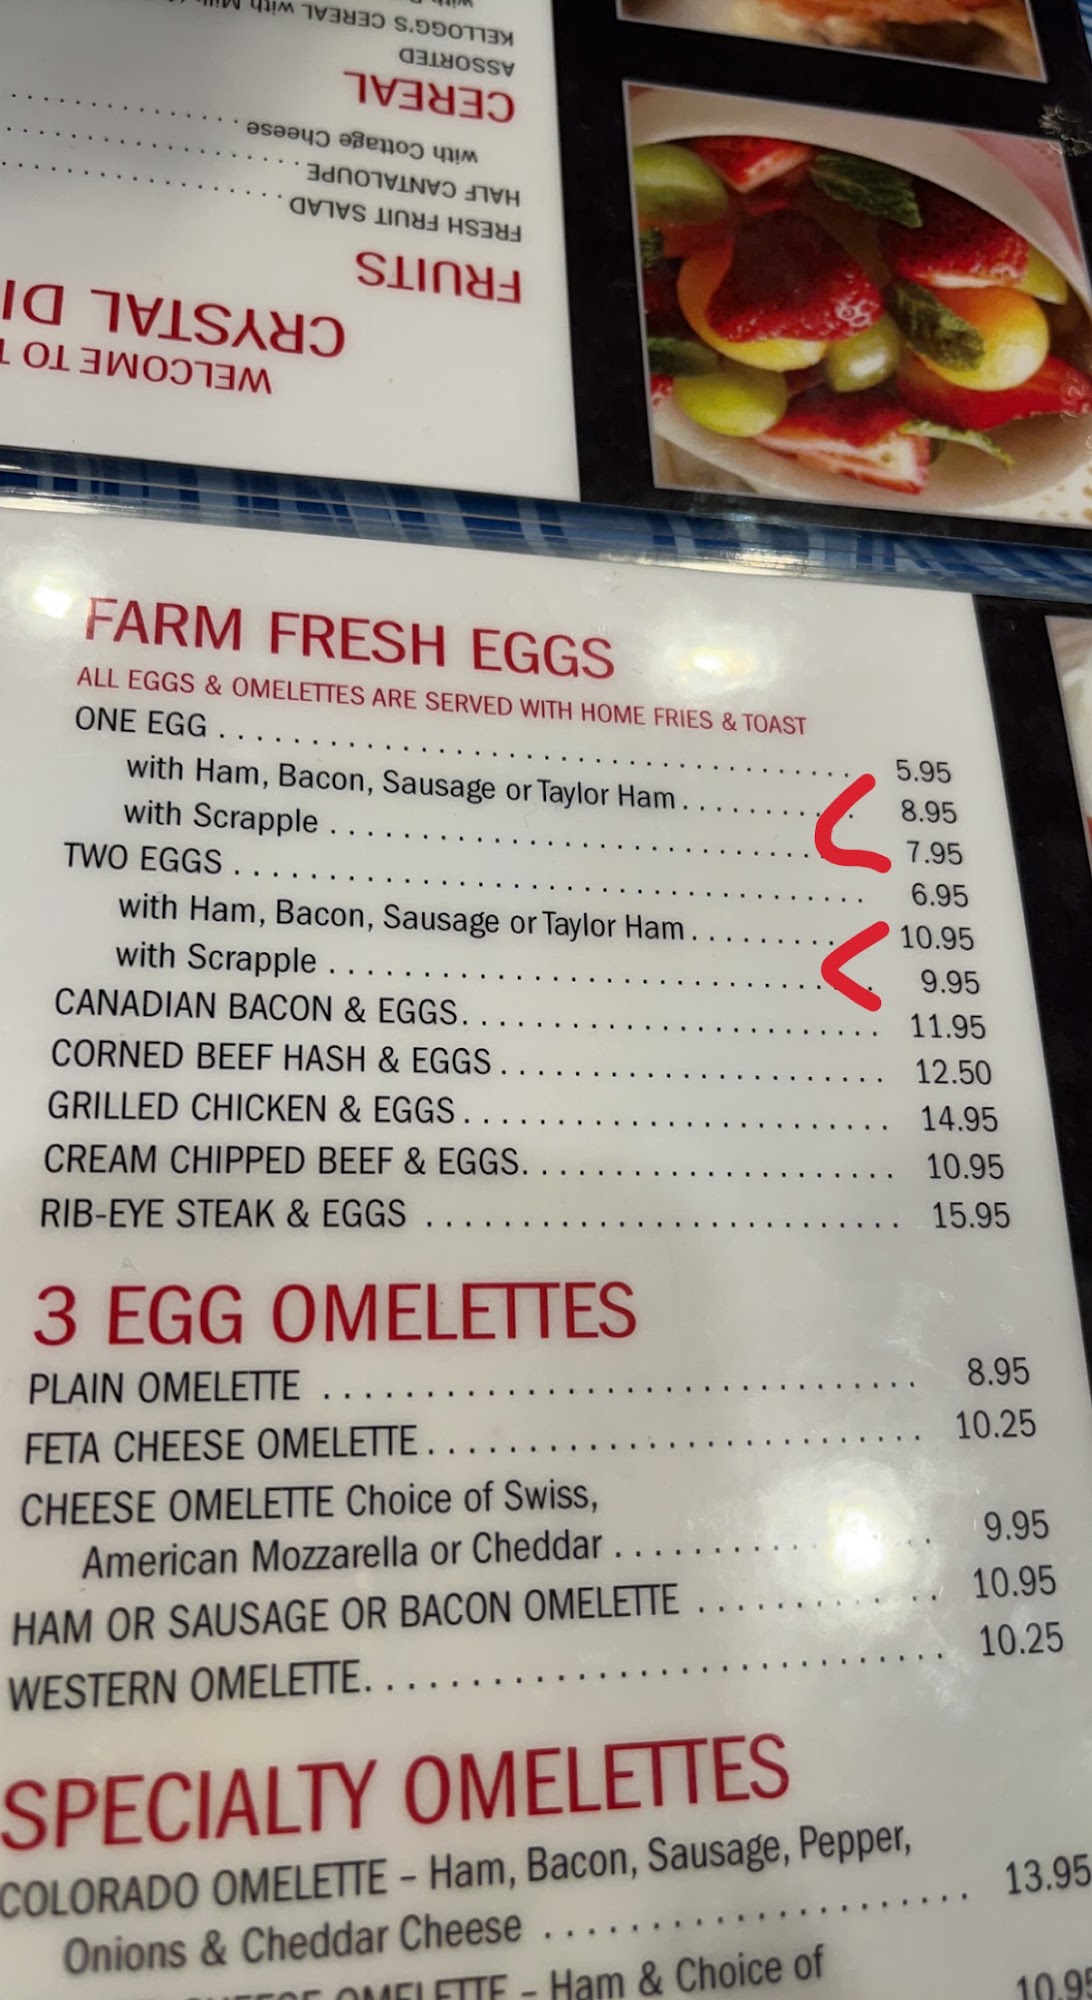 WELCOME TO
CRYSTAL
FRUITS
FRESH FRUIT SALAD
HALF CANTALOUPE
with Cottage Cheese
CEREAL
ASSORTED
KELLOGG'S CEREAL with
FARM FRESH EGGS
ALL EGGS & OMELETTES ARE SERVED WITH HOME FRIES & TOAST
ONE EGG 5.95
with Ham, Bacon, Sausage or Taylor Ham 8.95
with Scrapple 7.95
TWO EGGS 6.95
with Ham, Bacon, Sausage or Taylor Ham 10.95
with Scrapple 9.95
CANADIAN BACON & EGGS 11.95
CORNED BEEF HASH & EGGS 12.50
GRILLED CHICKEN & EGGS 14.95
CREAM CHIPPED BEEF & EGGS 10.95
RIB-EYE STEAK & EGGS 15.95
3 EGG OMELETTES
PLAIN OMELETTE 8.95
FETA CHEESE OMELETTE 10.25
CHEESE OMELETTE Choice of Swiss,
American Mozzarella or Cheddar 9.95
HAM OR SAUSAGE OR BACON OMELETTE 10.95
WESTERN OMELETTE 10.25
SPECIALTY OMELETTES
COLORADO OMELETTE – Ham, Bacon, Sausage, Pepper,
Onions & Cheddar Cheese 13.95
OMELETTE – Ham & Choice of
10.95